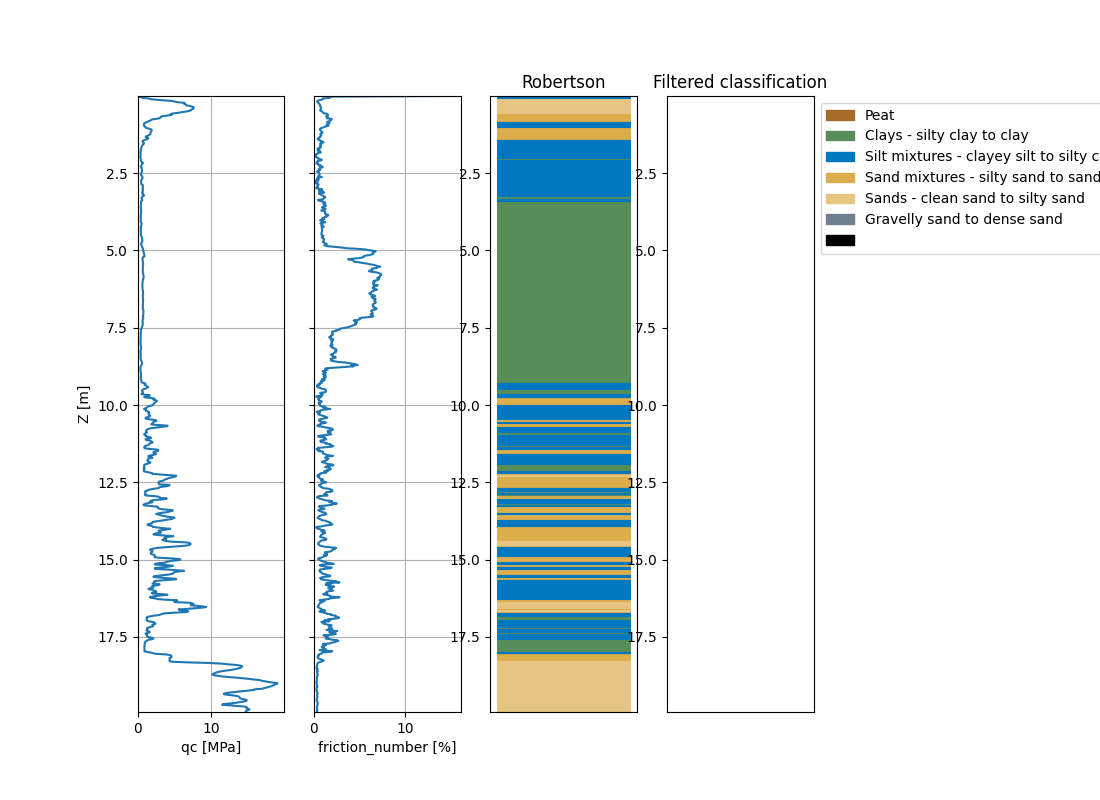 Robertson
Filtered classification
Peat
Clays - silty clay to clay
Silt mixtures - clayey silt to silty c
Sand mixtures - silty sand to sand
Sands - clean sand to silty sand
Gravelly sand to dense sand
2.5
5.0
7.5
10.0
12.5
15.0
17.5
Z [m]
2.5
5.0
7.5
10.0
12.5
15.0
17.5
2.5
5.0
7.5
10.0
12.5
15.0
17.5
0
10
0
10
qc [MPa]
friction_number [%]